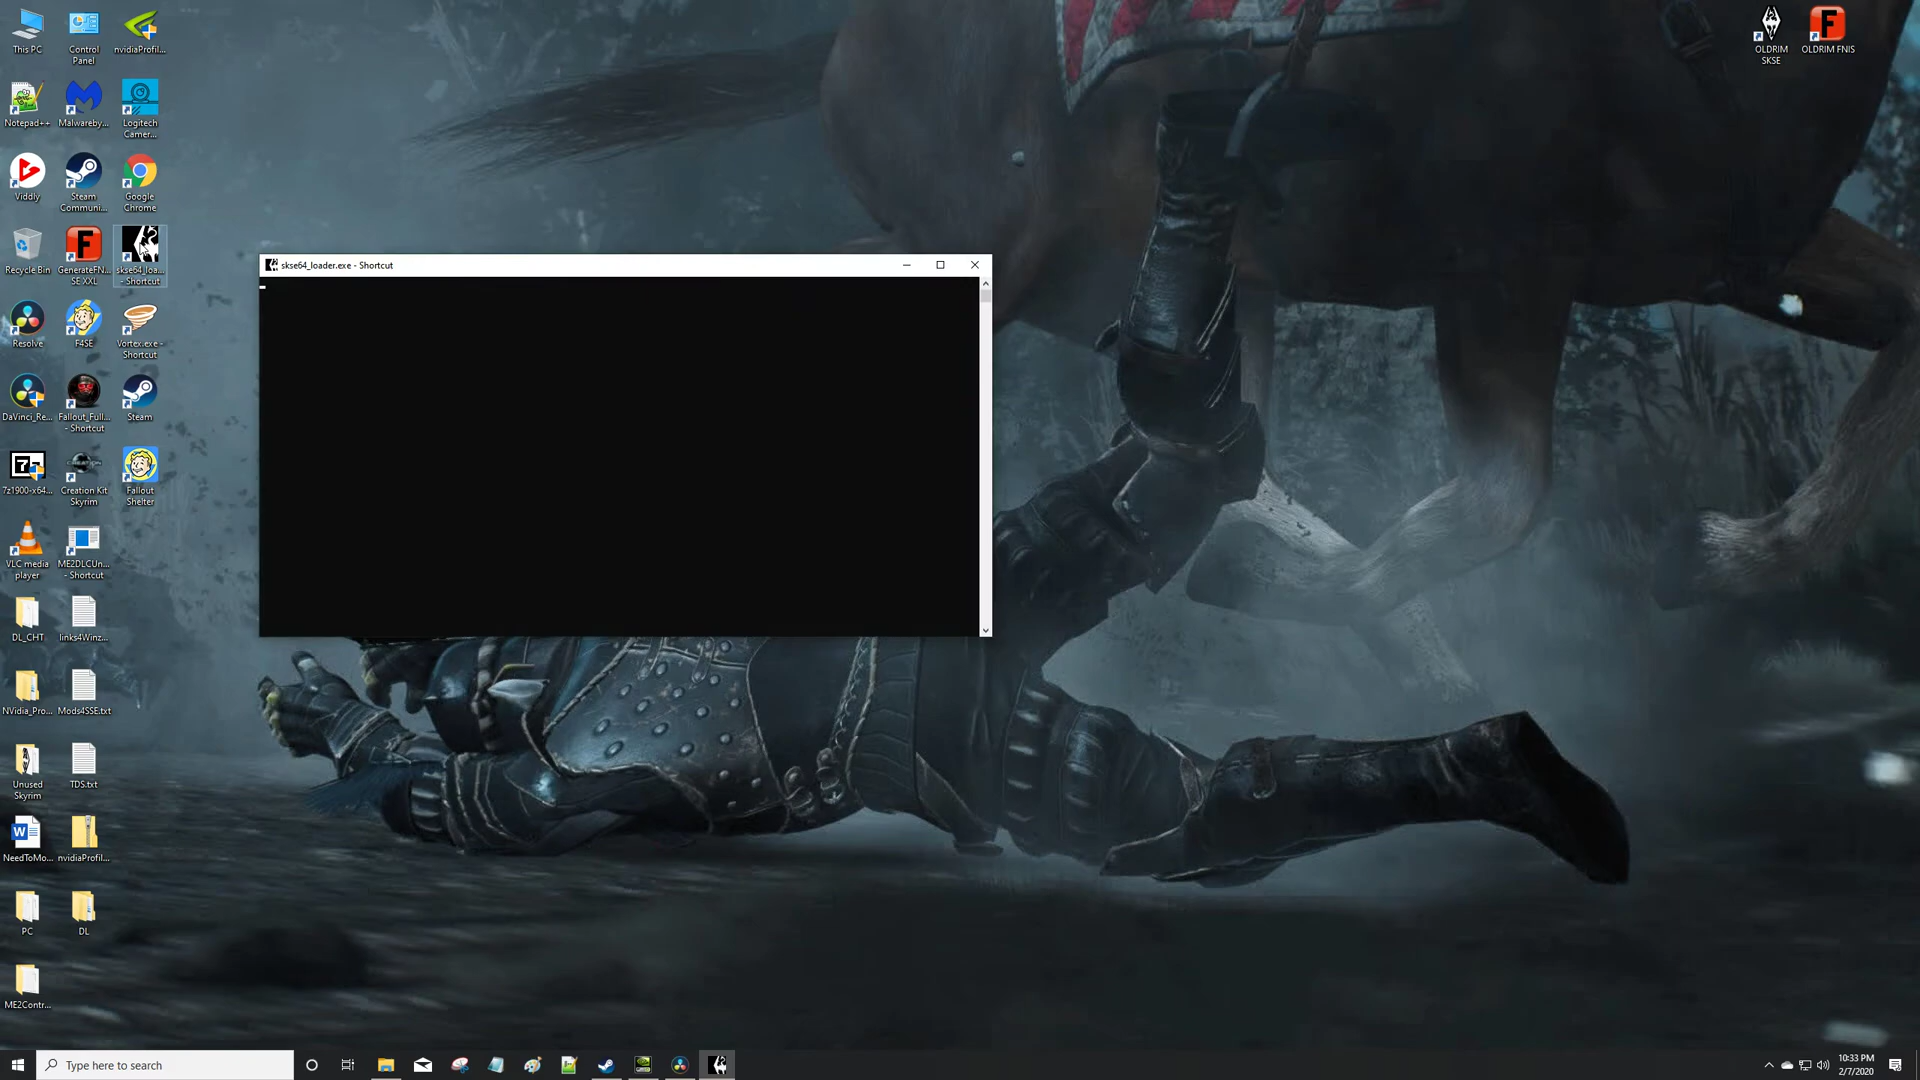 This PC
Control
Panel
nvidiaProfil...
Notepad++
Malwareby...
Logitech
Camer...
Viddly
Steam
Communi...
Google
Chrome
Recycle Bin
GenerateFN...
SE XXL
skse64_loa...
- Shortcut
Resolve
F4SE
Vortex.exe -
Shortcut
DaVinci_Re...
Fallout_Full...
- Shortcut
Steam
7z1900-x64...
Creation Kit
Skyrim
Fallout
Shelter
VLC media
player
ME2DLCUn...
- Shortcut
DL_CHT
links4Winz...
NVidia_Pro...
Mods4SSE.txt
Unused
Skyrim
TDS.txt
NeedToMo...
nvidiaProfil...
PC
DL
ME2Contr...
OLDRIM
SKSE
OLDRIM FNIS
skse64_loader.exe - Shortcut
Type here to search
10:33 PM
2/7/2020